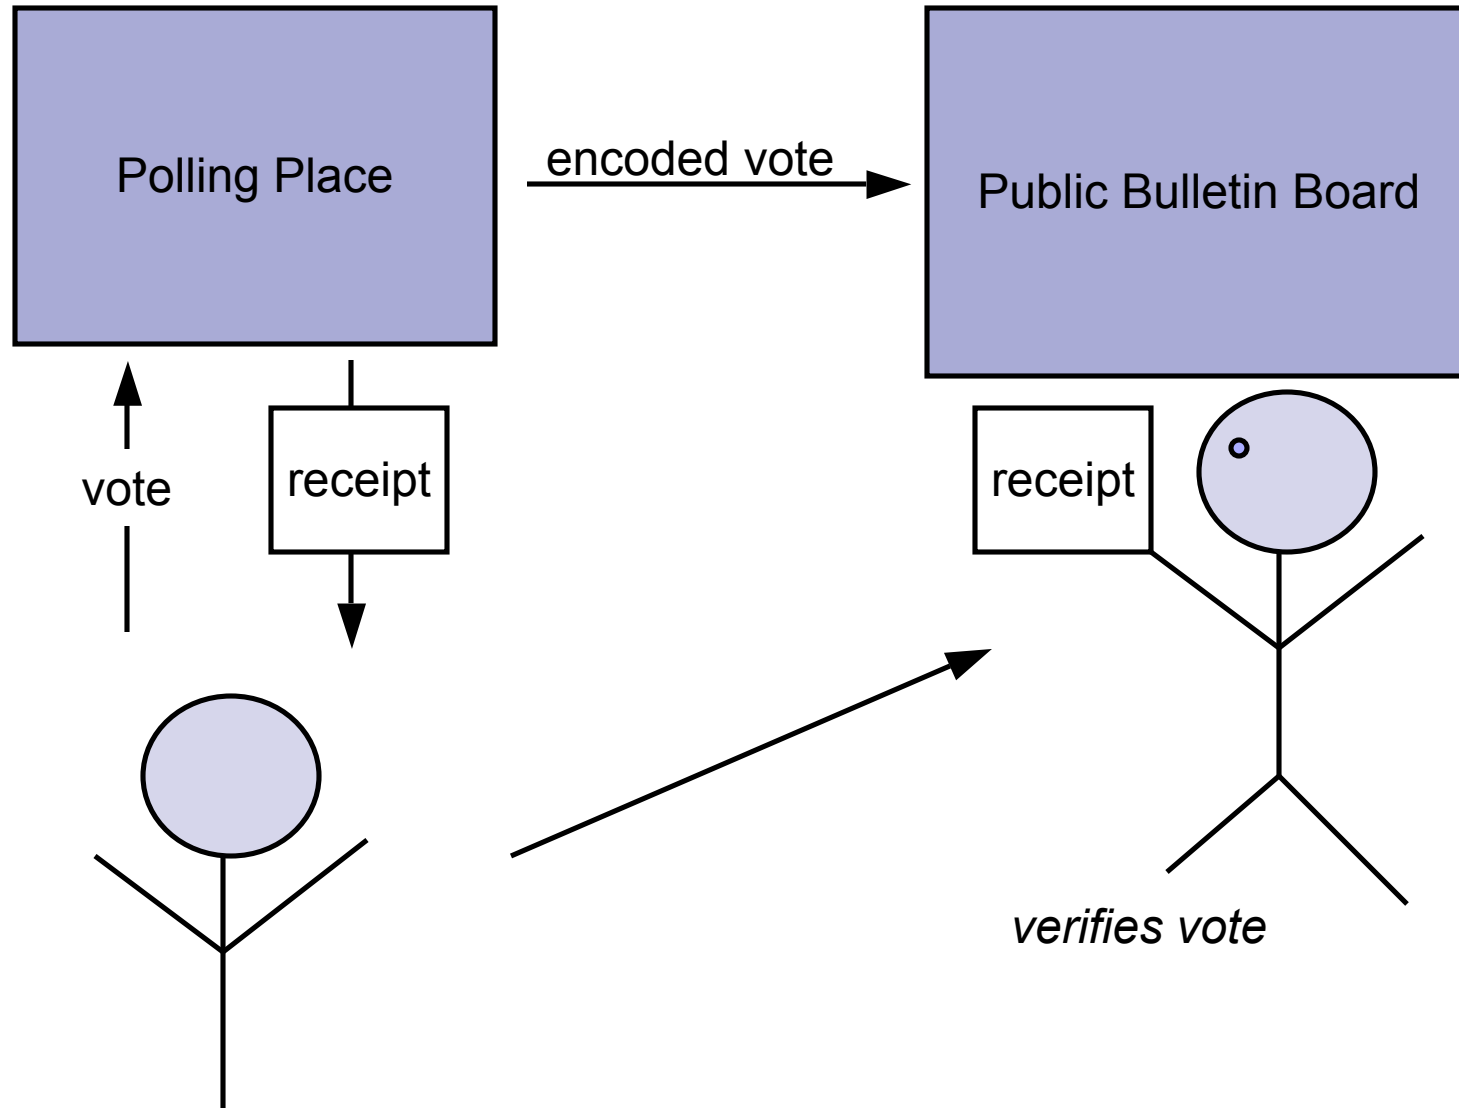 Polling Place
encoded vote
Public Bulletin Board
vote
receipt
receipt
verifies vote